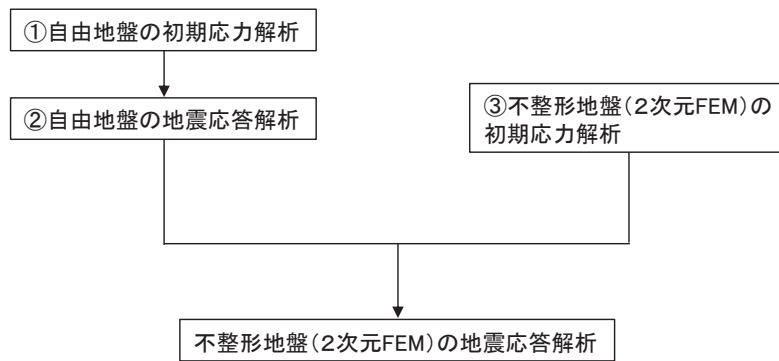 ①自由地盤の初期応力解析
②自由地盤の地震応答解析
③不整形地盤(2次元FEM)の
初期応力解析
不整形地盤(2次元FEM)の地震応答解析